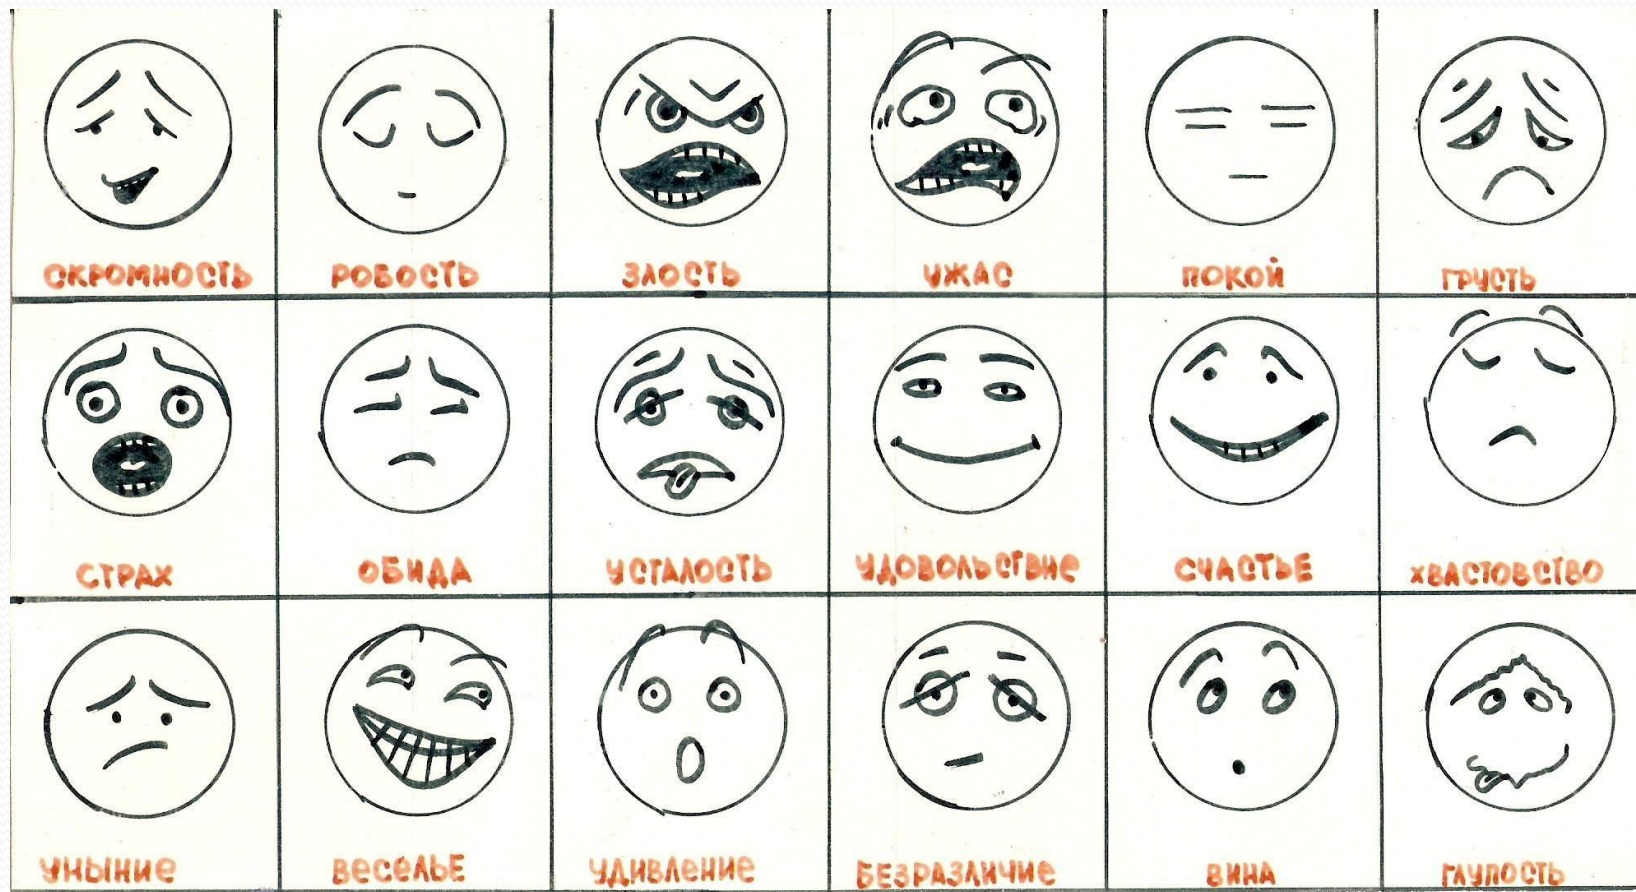 СКРОМНОСТЬ
РОБОСТЬ
ЗЛОСТЬ
УЖАС
ПОКОЙ
ГРУСТЬ
СТРАХ
ОБИДА
УСТАЛОСТЬ
УДОВОЛЬСТВИЕ
СЧАСТЬЕ
ХВАСТОВСТВО
УНЫНИЕ
ВЕСЕЛЬЕ
УДИВЛЕНИЕ
БЕЗРАЗЛИЧИЕ
ВИНА
ГЛУПОСТЬ